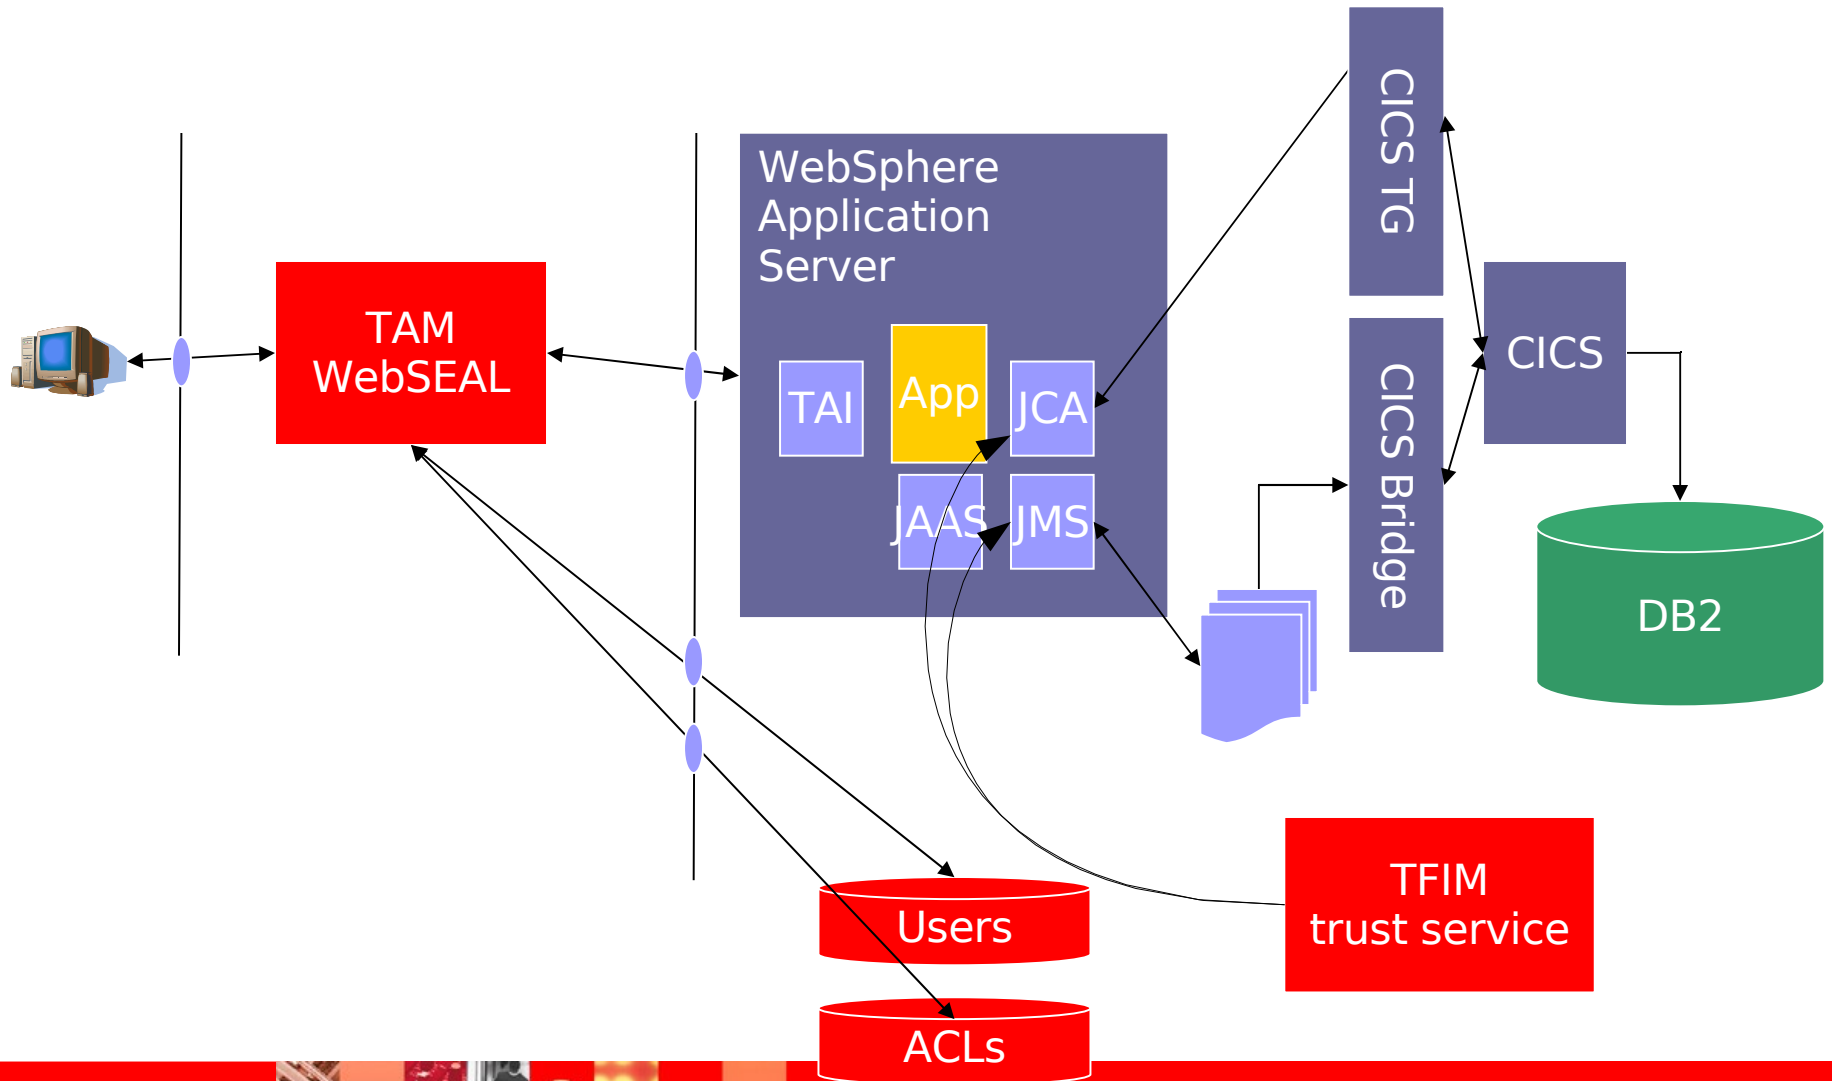 CICS TG
WebSphere
Application
Server
TAM
WebSEAL
TAI
App
JCA
CICS
CICS Bridge
JAAS
JMS
DB2
TFIM
trust service
Users
ACLs